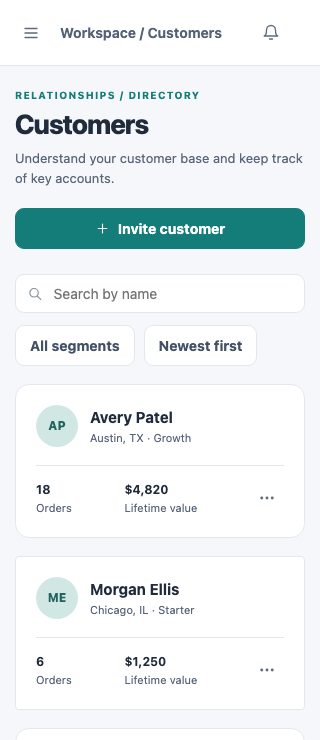 Workspace / Customers
RELATIONSHIPS / DIRECTORY
Customers
Understand your customer base and keep track
of key accounts.
+ Invite customer
Search by name
All segments
Newest first
AP
Avery Patel
Austin, TX · Growth
18
$4,820
Orders
Lifetime value
ME
Morgan Ellis
Chicago, IL · Starter
6
$1,250
Orders
Lifetime value